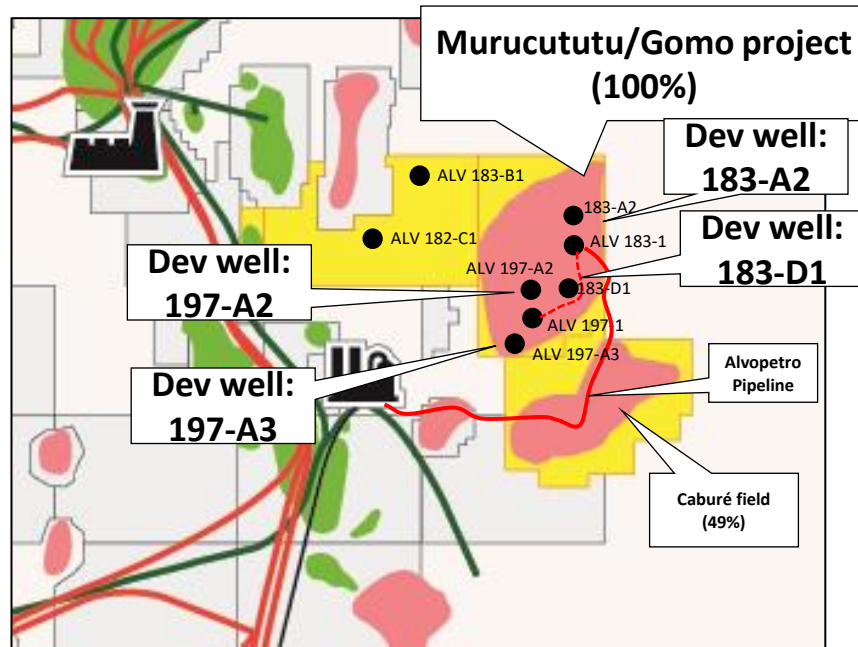 Murucututu/Gomo project
(100%)
Dev well:
183-A2
ALV 183-B1
183-A2
ALV 182-C1
ALV 183-1
Dev well:
183-D1
Dev well:
197-A2
ALV 197-A2
183-D1
ALV 197-1
ALV 197-A3
Dev well:
197-A3
Alvopetro
Pipeline
Caburé field
(49%)